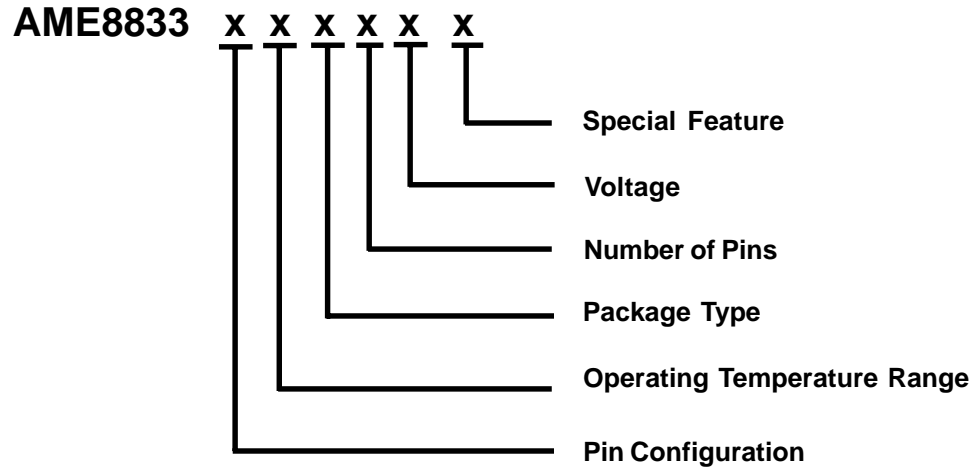 AME8833 x x x x x x
Special Feature
Voltage
Number of Pins
Package Type
Operating Temperature Range
Pin Configuration